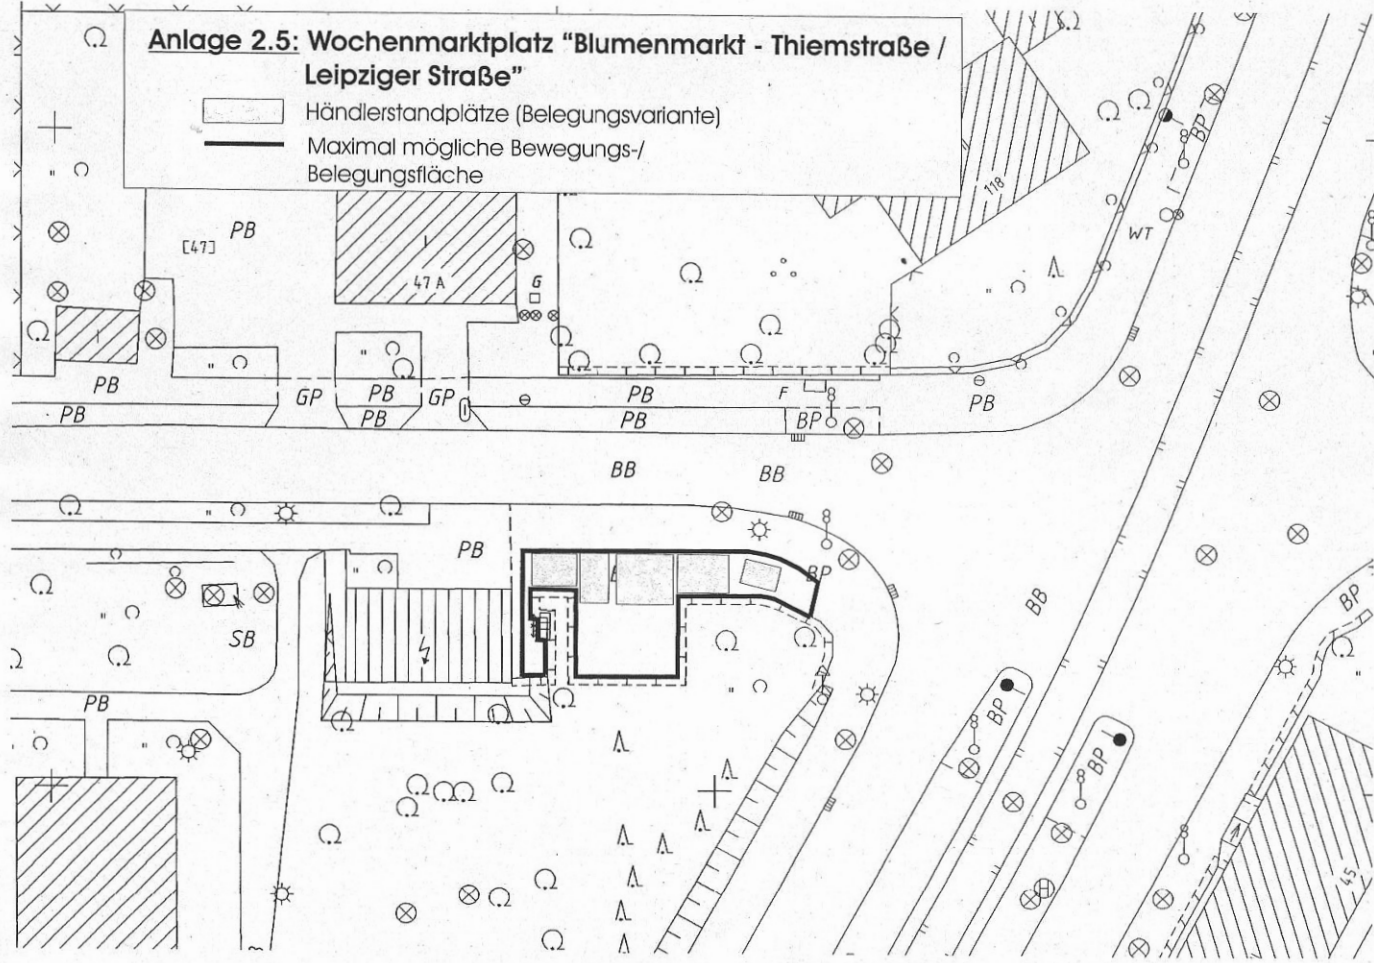 Anlage 2.5: Wochenmarktplatz “Blumenmarkt - Thiemstraße /
Leipziger Straße”
Händlerstandplätze (Belegungsvariante)
Maximal mögliche Bewegungs-/
Belegungsfläche
118
BP
WT
[47]
PB
47 A
G
PB
GP
PB
GP
PB
F
PB
PB
PB
PB
BP
BB
BB
PB
BP
BB
BP
SB
PB
BP
BP
H
45